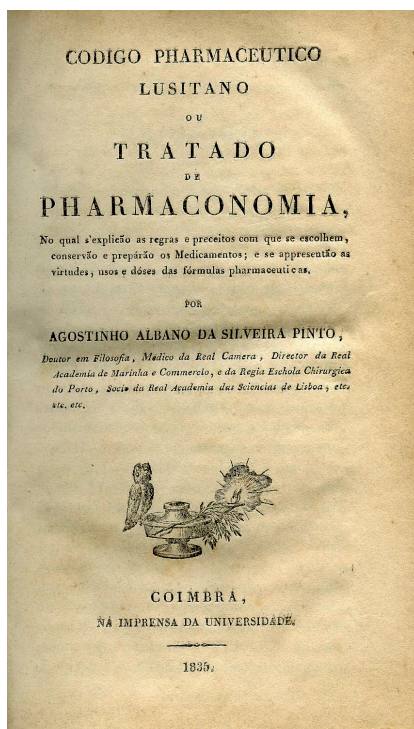 CODIGO PHARMACEUTICO
LUSITANO
OU
TRATADO
DE
PHARMACONOMIA,
No qual s'explicão as regras e preceitos com que se escolhem,
conservão e prepárão os Medicamentos; e se appresentão as
virtudes, usos e dóses das fórmulas pharmaceuticas.
POR
AGOSTINHO ALBANO DA SILVEIRA PINTO,
Doutor em Filosofia, Médico da Real Camera, Director da Real
Academia de Marinha e Commercio, e da Regia Eschola Chirurgica
do Porto, Socio da Real Academia das Sciencias de Lisboa, etc.
etc. etc.
COIMBRA,
NA IMPRENSA DA UNIVERSIDADE.
1835.